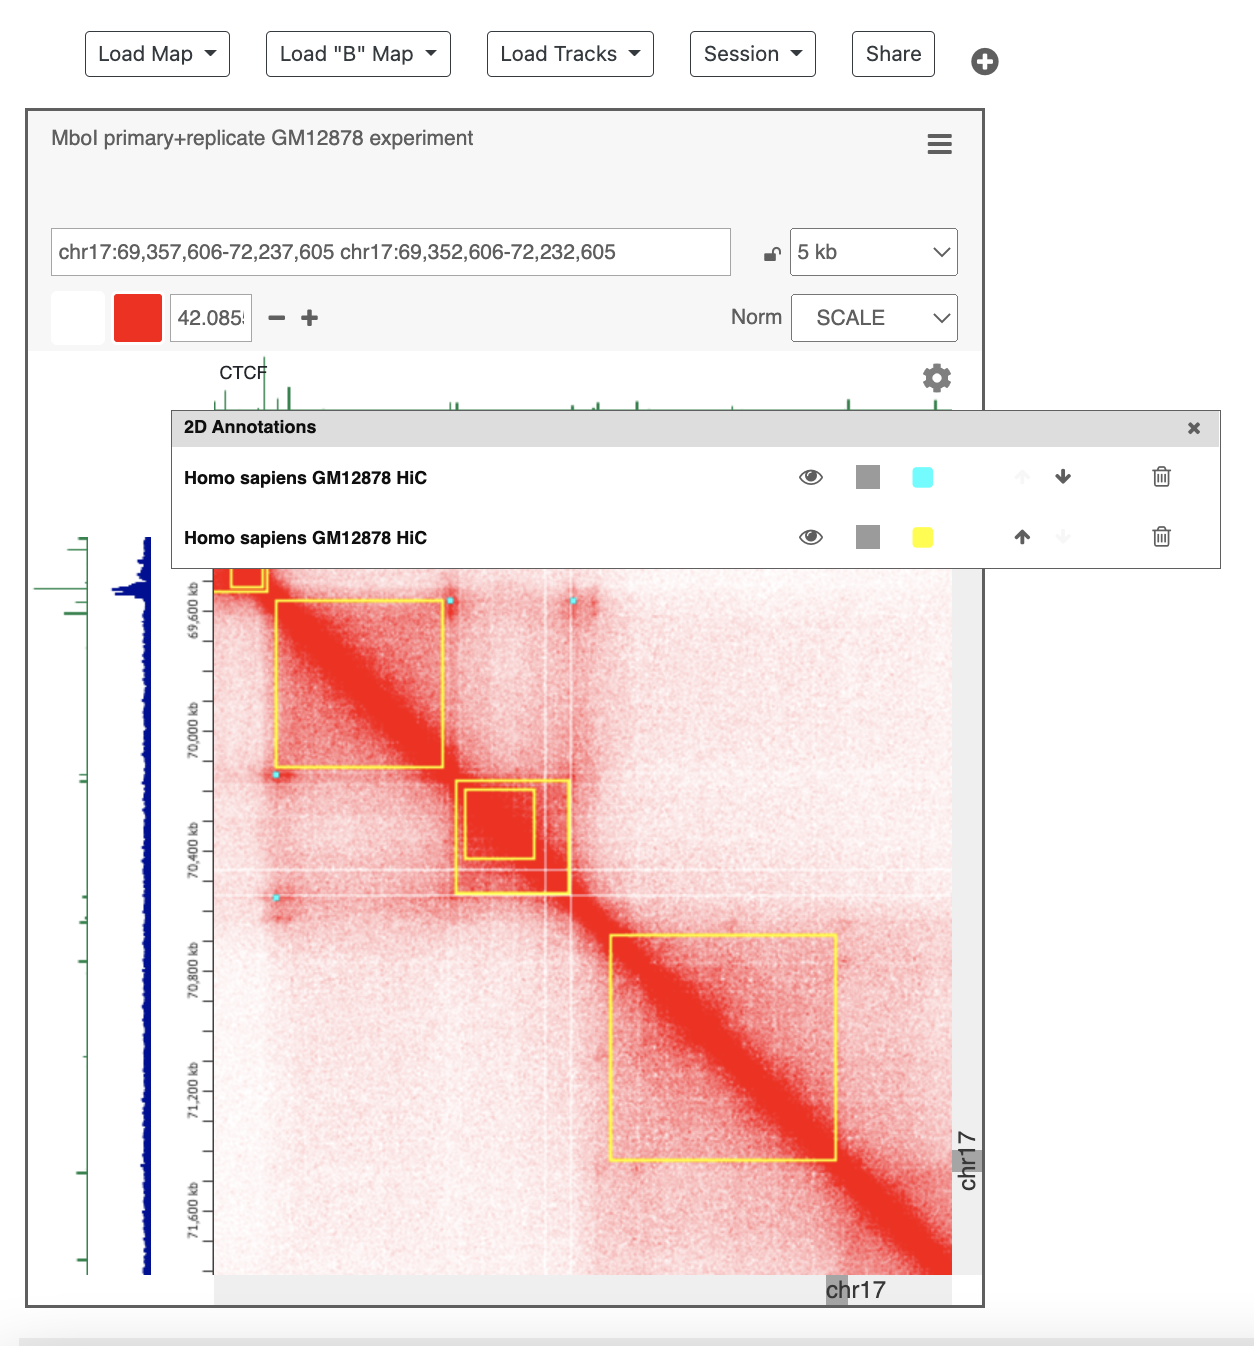 Load Map
Load "B" Map
Load Tracks
Session
Share
MboI primary+replicate GM12878 experiment
chr17:69,357,606-72,237,605 chr17:69,352,606-72,232,605
5 kb
42.085
Norm
SCALE
CTCF
2D Annotations
Homo sapiens GM12878 HiC
Homo sapiens GM12878 HiC
69,600 kb
70,000 kb
70,400 kb
70,800 kb
71,200 kb
71,600 kb
chr17
chr17